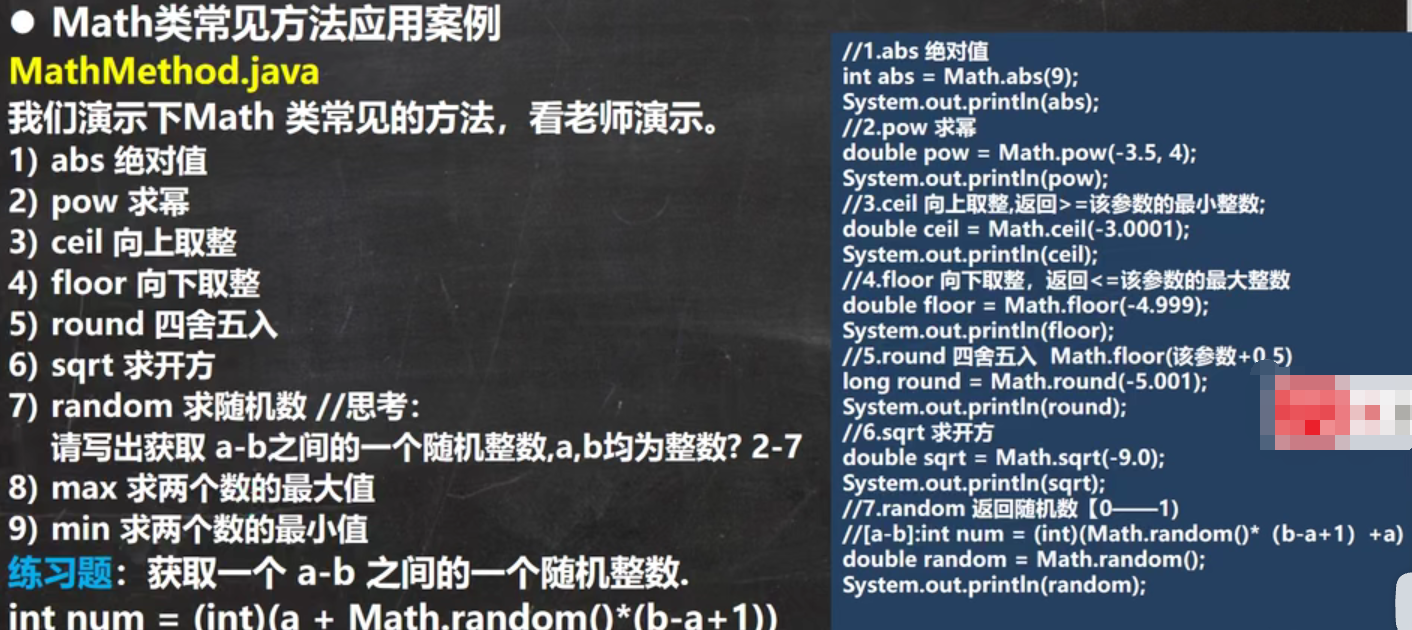 ● Math类常见方法应用案例
MathMethod.java
我们演示下Math 类常见的方法，看老师演示。
1) abs 绝对值
2) pow 求幂
3) ceil 向上取整
4) floor 向下取整
5) round 四舍五入
6) sqrt 求开方
7) random 求随机数 //思考：
请写出获取 a-b之间的一个随机整数,a,b均为整数? 2-7
8) max 求两个数的最大值
9) min 求两个数的最小值
练习题：获取一个 a-b 之间的一个随机整数.
int num = (int)(a + Math.random()*(b-a+1))
//1.abs 绝对值
int abs = Math.abs(9);
System.out.println(abs);
//2.pow 求幂
double pow = Math.pow(-3.5, 4);
System.out.println(pow);
//3.ceil 向上取整,返回>=该参数的最小整数;
double ceil = Math.ceil(-3.0001);
System.out.println(ceil);
//4.floor 向下取整，返回<=该参数的最大整数
double floor = Math.floor(-4.999);
System.out.println(floor);
//5.round 四舍五入 Math.floor(该参数+0.5)
long round = Math.round(-5.001);
System.out.println(round);
//6.sqrt 求开方
double sqrt = Math.sqrt(-9.0);
System.out.println(sqrt);
//7.random 返回随机数【0——1)
//[a-b]:int num = (int)(Math.random()*（b-a+1）+a)
double random = Math.random();
System.out.println(random);